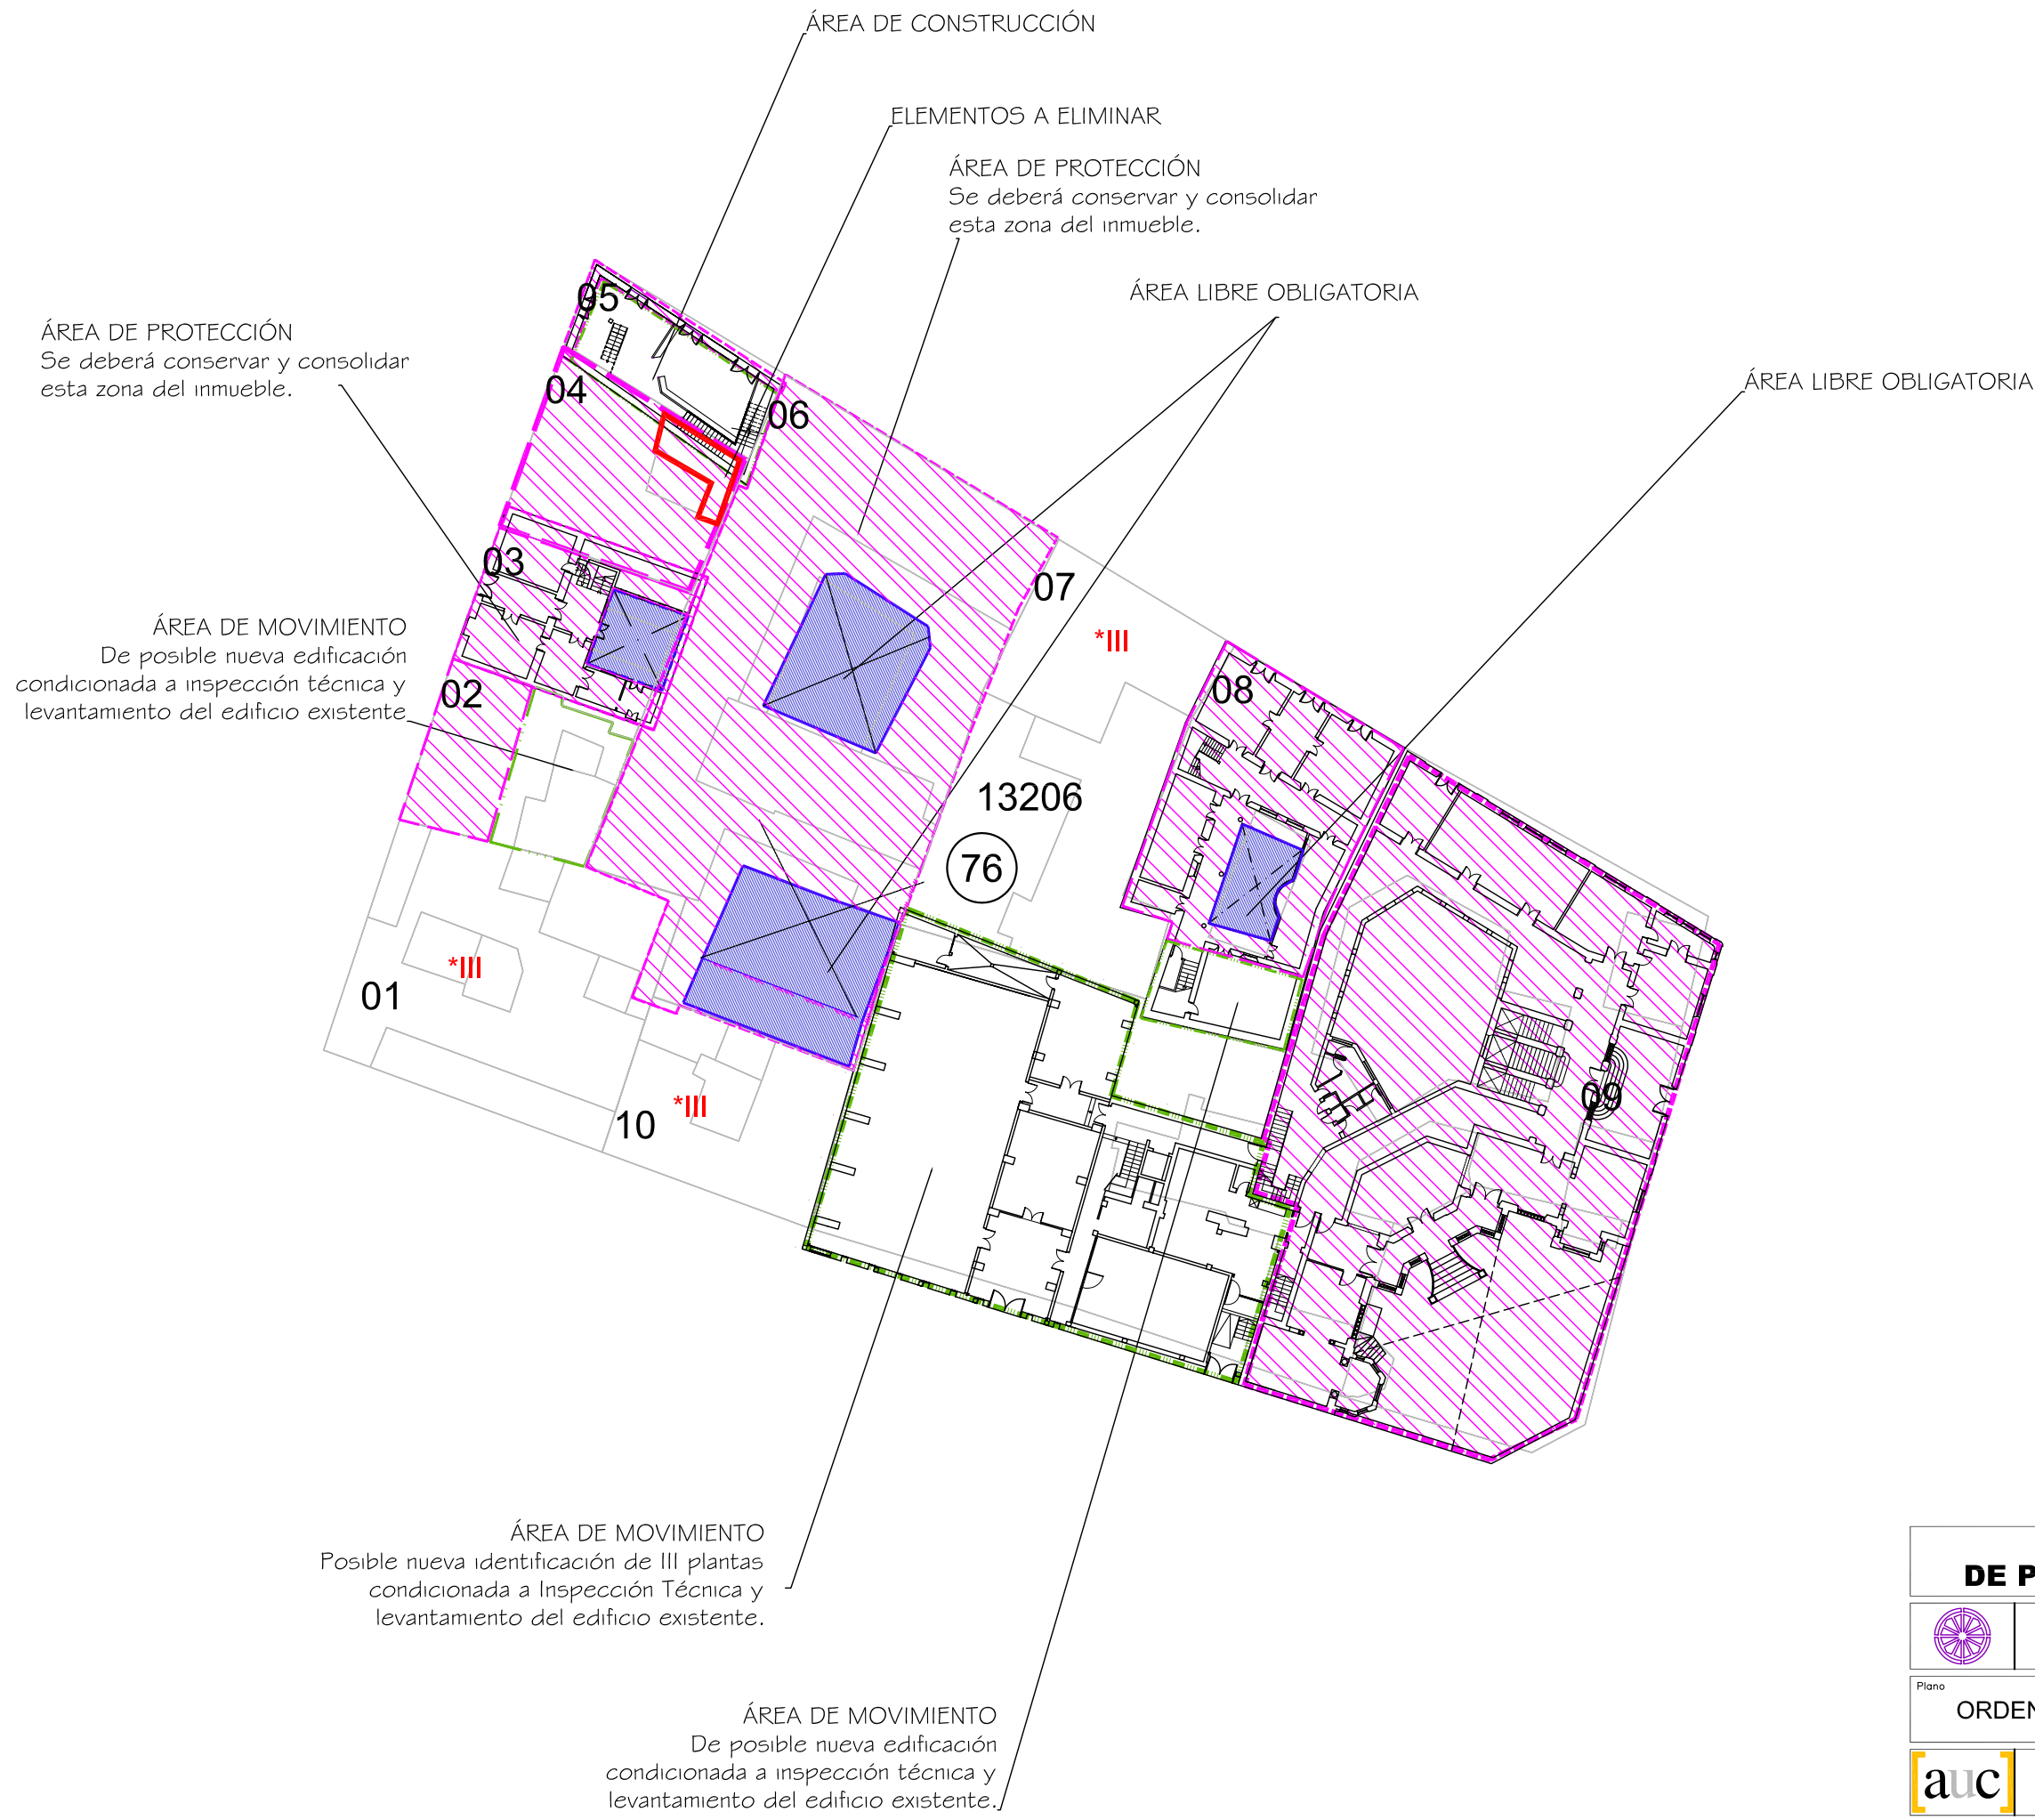 ÁREA DE CONSTRUCCIÓN
ELEMENTOS A ELIMINAR
ÁREA DE PROTECCIÓN
Se deberá conservar y consolidar
esta zona del inmueble.
ÁREA LIBRE OBLIGATORIA
ÁREA DE PROTECCIÓN
Se deberá conservar y consolidar
esta zona del inmueble.
ÁREA LIBRE OBLIGATORIA
05
04
06
03
07
ÁREA DE MOVIMIENTO
De posible nueva edificación
condicionada a inspección técnica y
levantamiento del edificio existente
*III
02
08
13206
76
*III
01
09
*III
10
ÁREA DE MOVIMIENTO
Posible nueva identificación de III plantas
condicionada a Inspección Técnica y
levantamiento del edificio existente.
ÁREA DE MOVIMIENTO
De posible nueva edificación
condicionada a inspección técnica y
levantamiento del edificio existente.
DE P
Plano
ORDEN
[auc]